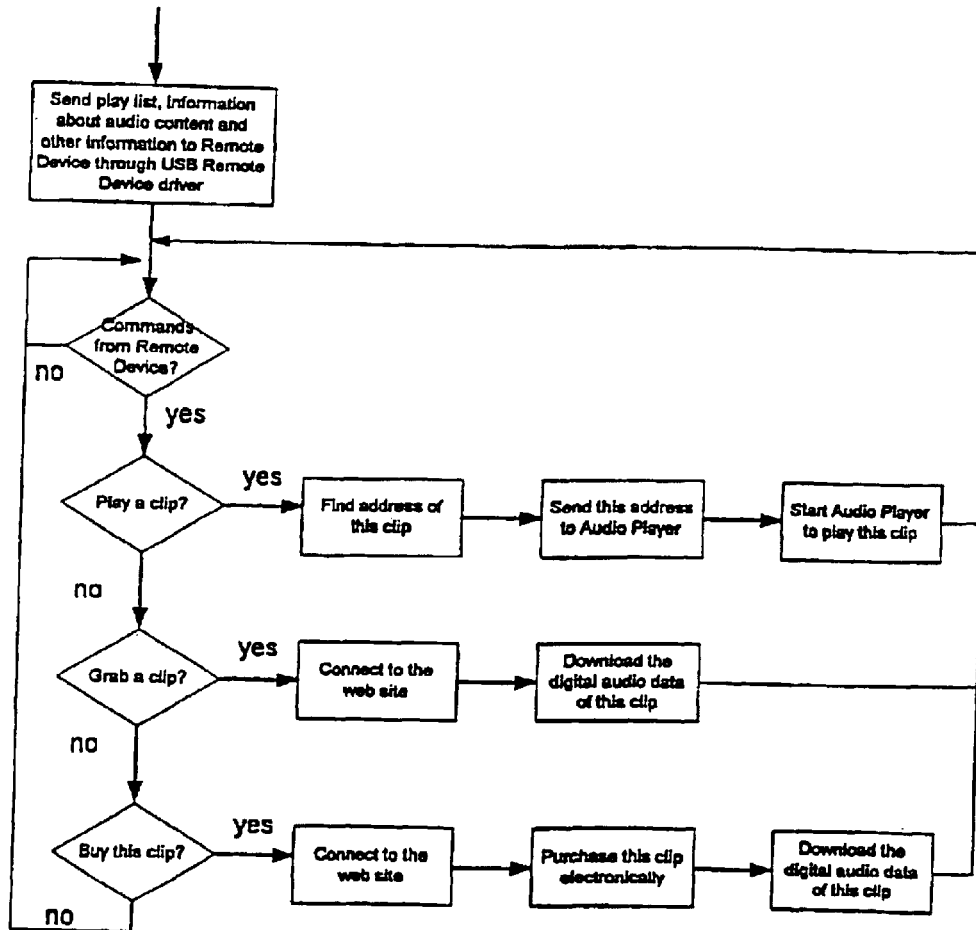 Send play list, information
about audio content and
other information to Remote
Device through USB Remote
Device driver
Commands
from Remote
Device?
no
yes
Play a clip?
yes
Find address of
this clip
Send this address
to Audio Player
Start Audio Player
to play this clip
no
Grab a clip?
yes
Connect to the
web site
Download the
digital audio data
of this clip
no
Buy this clip?
yes
Connect to the
web site
Purchase this clip
electronically
Download the
digital audio data
of this clip
no